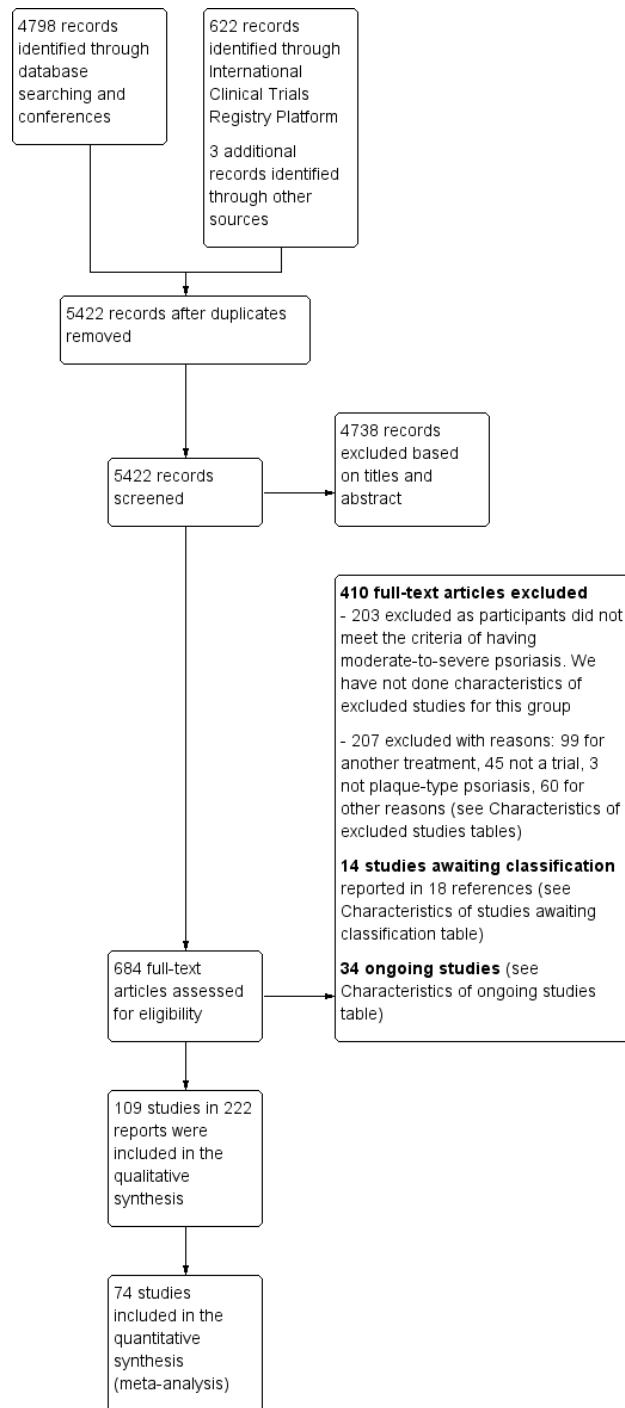 4798 records
identified through
database
searching and
conferences
622 records
identified through
International
Clinical Trials
Registry Platform
3 additional
records identified
through other
sources
5422 records after duplicates
removed
5422 records
screened
4738 records
excluded based
on titles and
abstract
410 full-text articles excluded
- 203 excluded as participants did not
meet the criteria of having
moderate-to-severe psoriasis. We
have not done characteristics of
excluded studies for this group
- 207 excluded with reasons: 99 for
another treatment, 45 not a trial, 3
not plaque-type psoriasis, 60 for
other reasons (see Characteristics of
excluded studies tables)
14 studies awaiting classification
reported in 18 references (see
Characteristics of studies awaiting
classification table)
34 ongoing studies (see
Characteristics of ongoing studies
table)
684 full-text
articles assessed
for eligibility
109 studies in 222
reports were
included in the
qualitative
synthesis
74 studies
included in the
quantitative
synthesis
(meta-analysis)